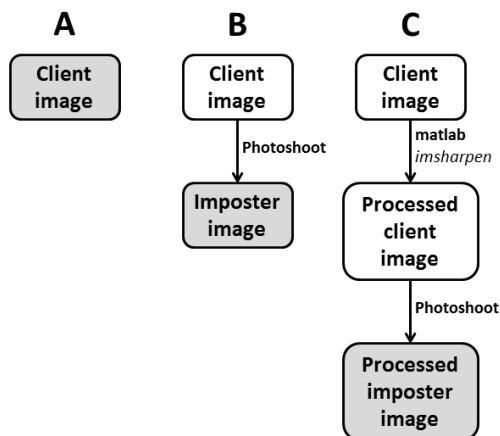 A
Client
image
B
Client
image
Photoshoot
Imposter
image
C
Client
image
matlab
imsharpen
Processed
client
image
Photoshoot
Processed
imposter
image